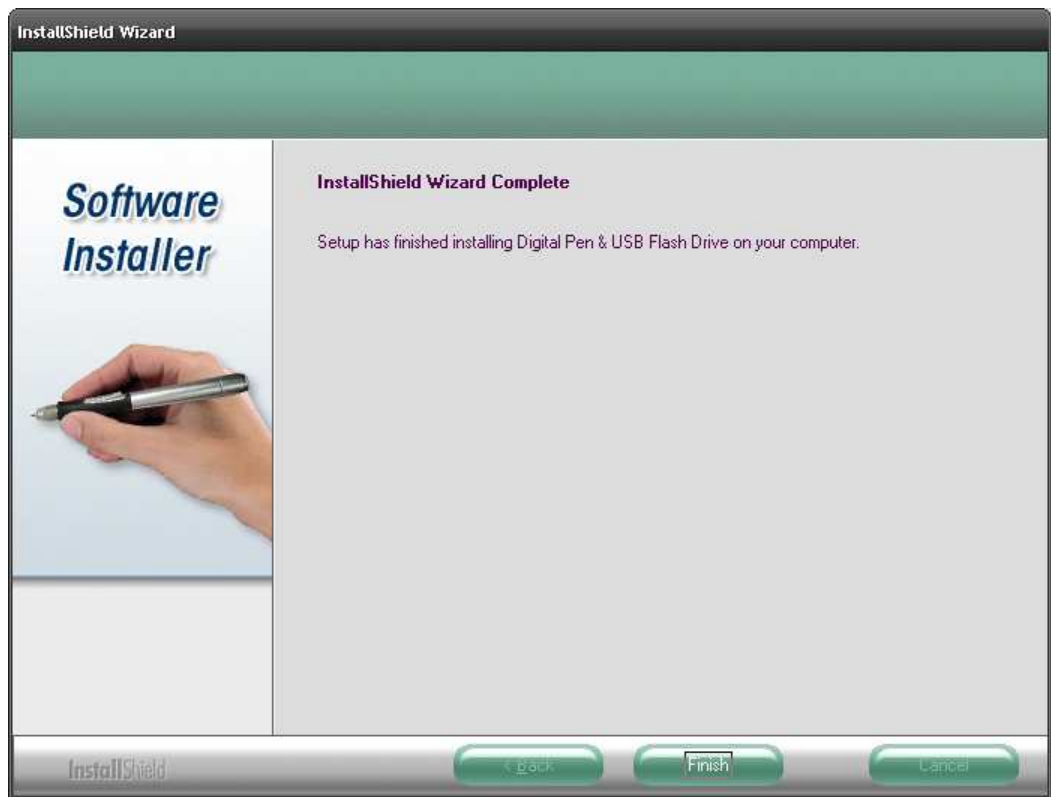 InstallShield Wizard
Software
Installer
InstallShield Wizard Complete
Setup has finished installing Digital Pen & USB Flash Drive on your computer.
InstallShield
< Back
Finish
Cancel